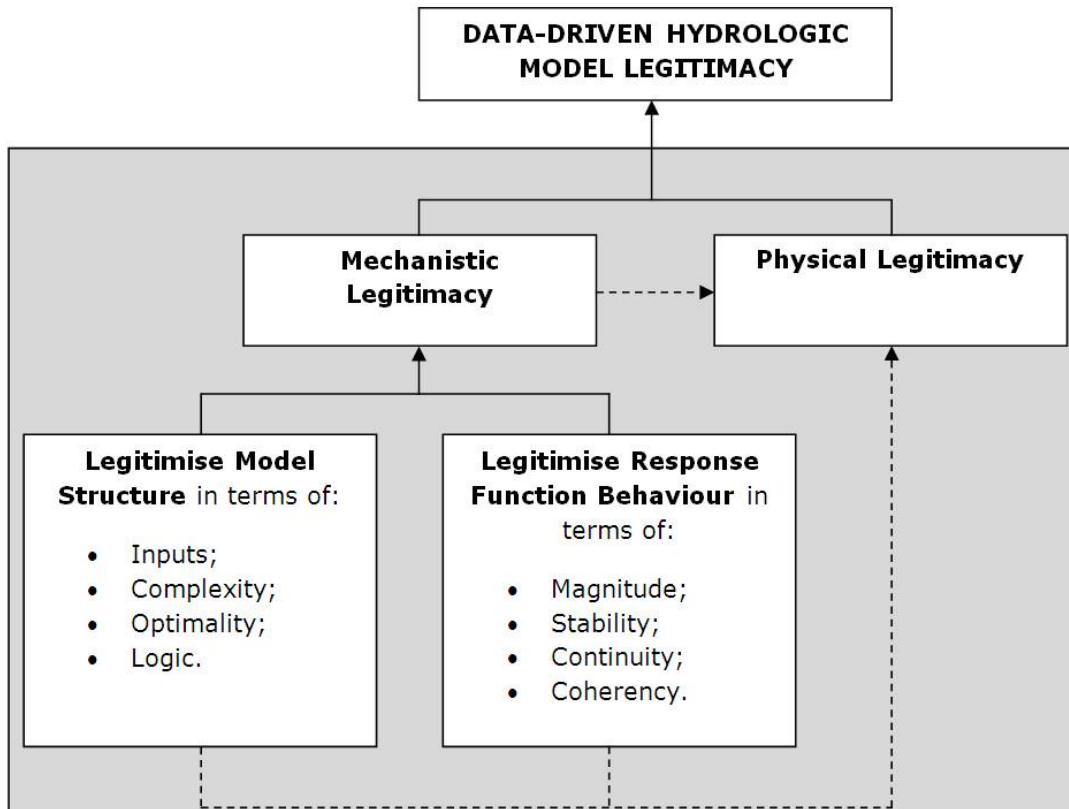 DATA-DRIVEN HYDROLOGIC
MODEL LEGITIMACY
Mechanistic
Legitimacy
Physical Legitimacy
Legitimise Model
Structure in terms of:
• Inputs;
• Complexity;
• Optimality;
• Logic.
Legitimise Response
Function Behaviour in
terms of:
• Magnitude;
• Stability;
• Continuity;
• Coherency.